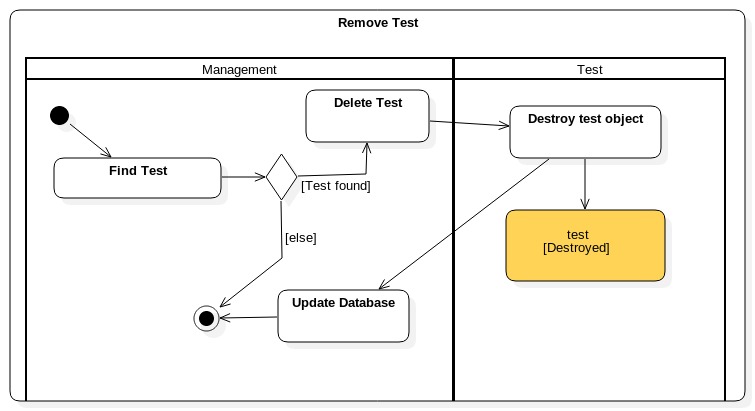 Remove Test
Management
Test
Delete Test
Destroy test object
Find Test
[Test found]
test
[Destroyed]
[else]
Update Database